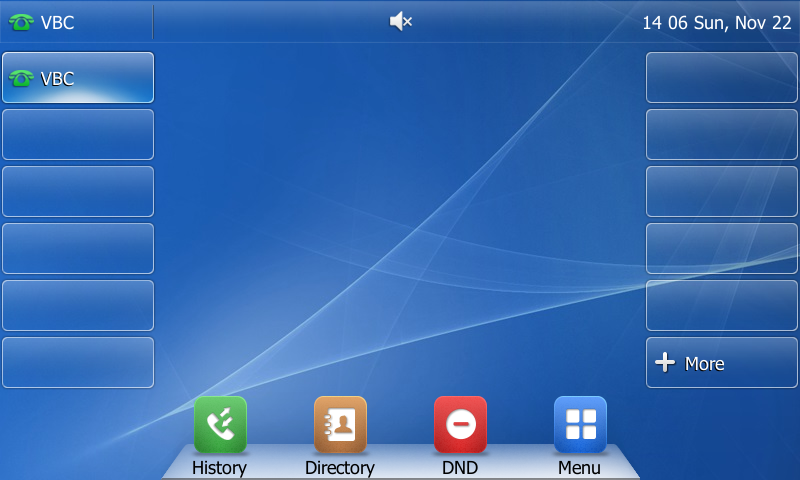 VBC
14 06 Sun, Nov 22
VBC
More
History
Directory
DND
Menu